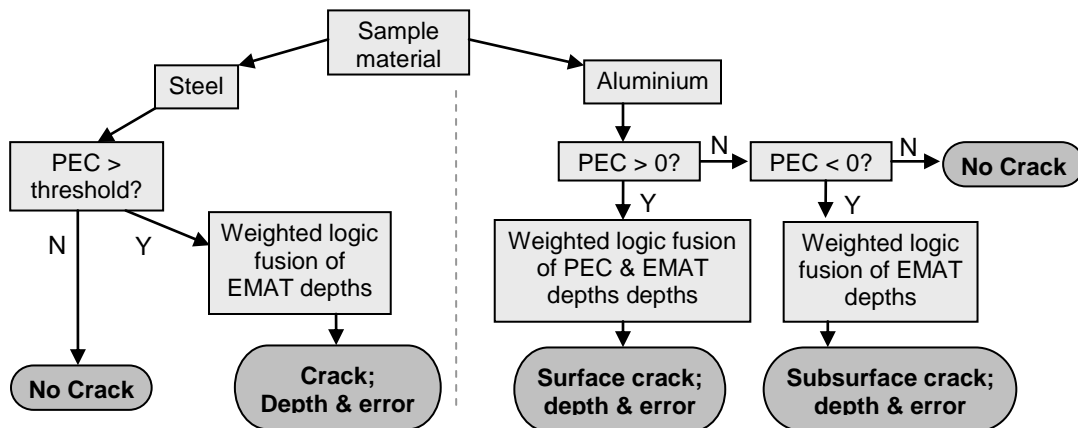 Sample
material
Steel
Aluminium
PEC >
threshold?
N
Y
Weighted logic
fusion of
EMAT depths
No Crack
Crack;
Depth & error
PEC > 0?
N
PEC < 0?
N
No Crack
Y
Y
Weighted logic fusion
of PEC & EMAT
depths depths
Weighted logic
fusion of EMAT
depths
Surface crack;
depth & error
Subsurface crack;
depth & error